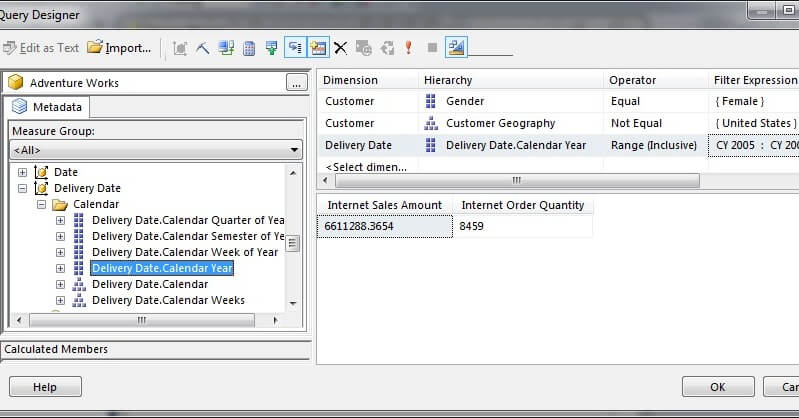 Query Designer
Edit as Text Import...
Adventure Works ...
Metadata
Measure Group:
<All>
Date
Delivery Date
Calendar
Delivery Date.Calendar Quarter of Yea
Delivery Date.Calendar Semester of Ye
Delivery Date.Calendar Week of Year
Delivery Date.Calendar Year
Delivery Date.Calendar
Delivery Date.Calendar Weeks
Calculated Members
Dimension Hierarchy Operator Filter Expression
Customer Gender Equal { Female }
Customer Customer Geography Not Equal { United States }
Delivery Date Delivery Date.Calendar Year Range (Inclusive) CY 2005 : CY 200
<Select dimen...
Internet Sales Amount Internet Order Quantity
6611288.3654 8459
Help OK Can